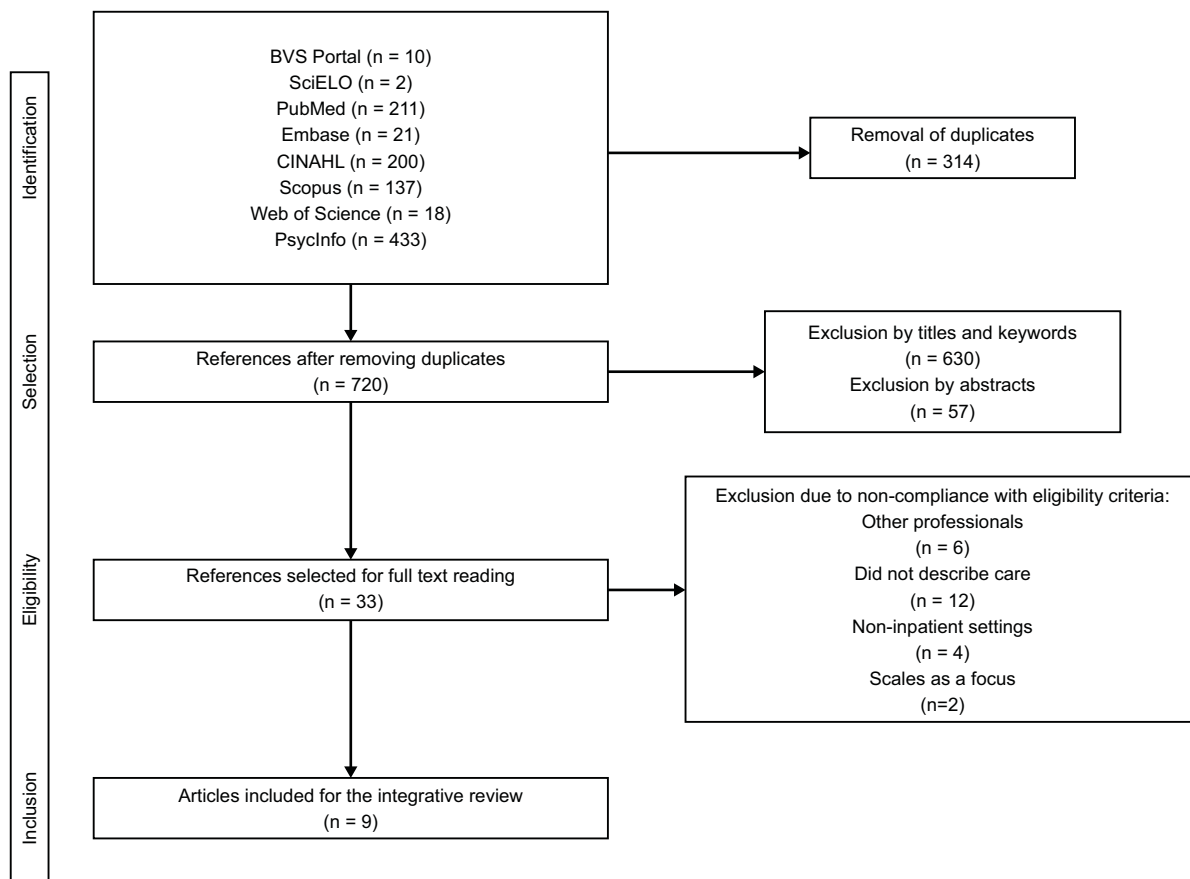 Identification
BVS Portal (n = 10)
SciELO (n = 2)
PubMed (n = 211)
Embase (n = 21)
CINAHL (n = 200)
Scopus (n = 137)
Web of Science (n = 18)
PsycInfo (n = 433)
Removal of duplicates
(n = 314)
Selection
References after removing duplicates
(n = 720)
Exclusion by titles and keywords
(n = 630)
Exclusion by abstracts
(n = 57)
Eligibility
References selected for full text reading
(n = 33)
Exclusion due to non-compliance with eligibility criteria:
Other professionals
(n = 6)
Did not describe care
(n = 12)
Non-inpatient settings
(n = 4)
Scales as a focus
(n=2)
Inclusion
Articles included for the integrative review
(n = 9)